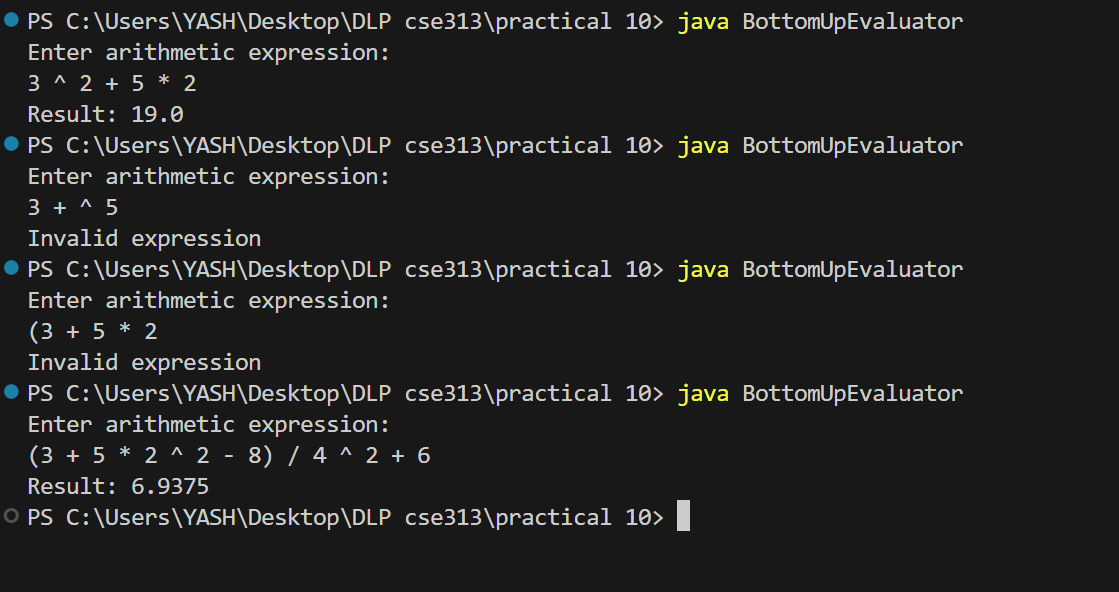 PS C:\Users\YASH\Desktop\DLP cse313\practical 10> java BottomUpEvaluator
Enter arithmetic expression:
3 ^ 2 + 5 * 2
Result: 19.0
PS C:\Users\YASH\Desktop\DLP cse313\practical 10> java BottomUpEvaluator
Enter arithmetic expression:
3 + ^ 5
Invalid expression
PS C:\Users\YASH\Desktop\DLP cse313\practical 10> java BottomUpEvaluator
Enter arithmetic expression:
(3 + 5 * 2
Invalid expression
PS C:\Users\YASH\Desktop\DLP cse313\practical 10> java BottomUpEvaluator
Enter arithmetic expression:
(3 + 5 * 2 ^ 2 - 8) / 4 ^ 2 + 6
Result: 6.9375
PS C:\Users\YASH\Desktop\DLP cse313\practical 10>